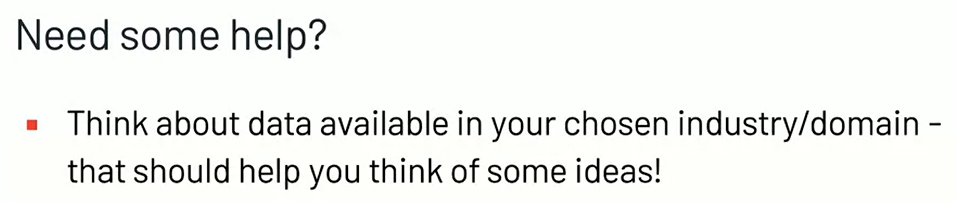 Need some help?
Think about data available in your chosen industry/domain -
that should help you think of some ideas!